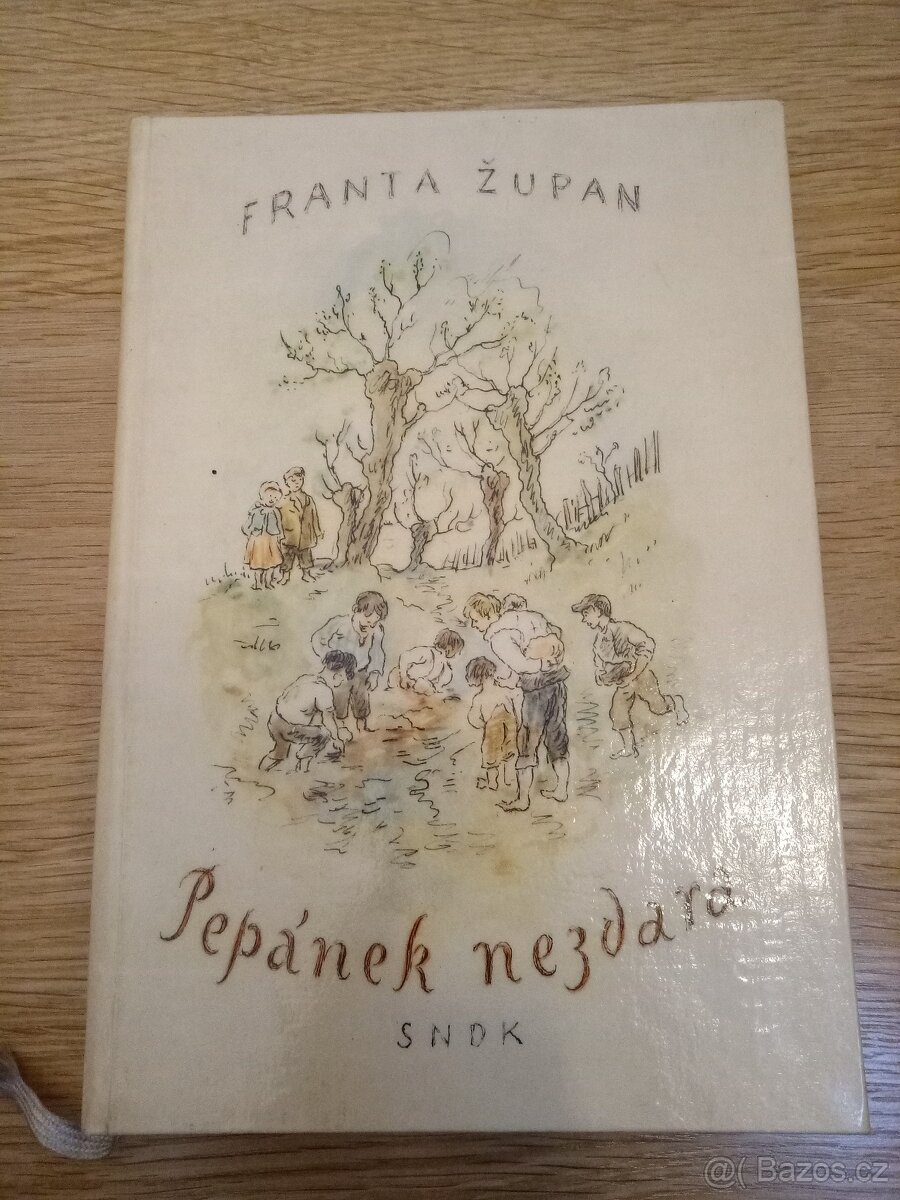 FRANTA ŽUPAN
Pepánek nezdara
SNDK
@( Bazos.cz